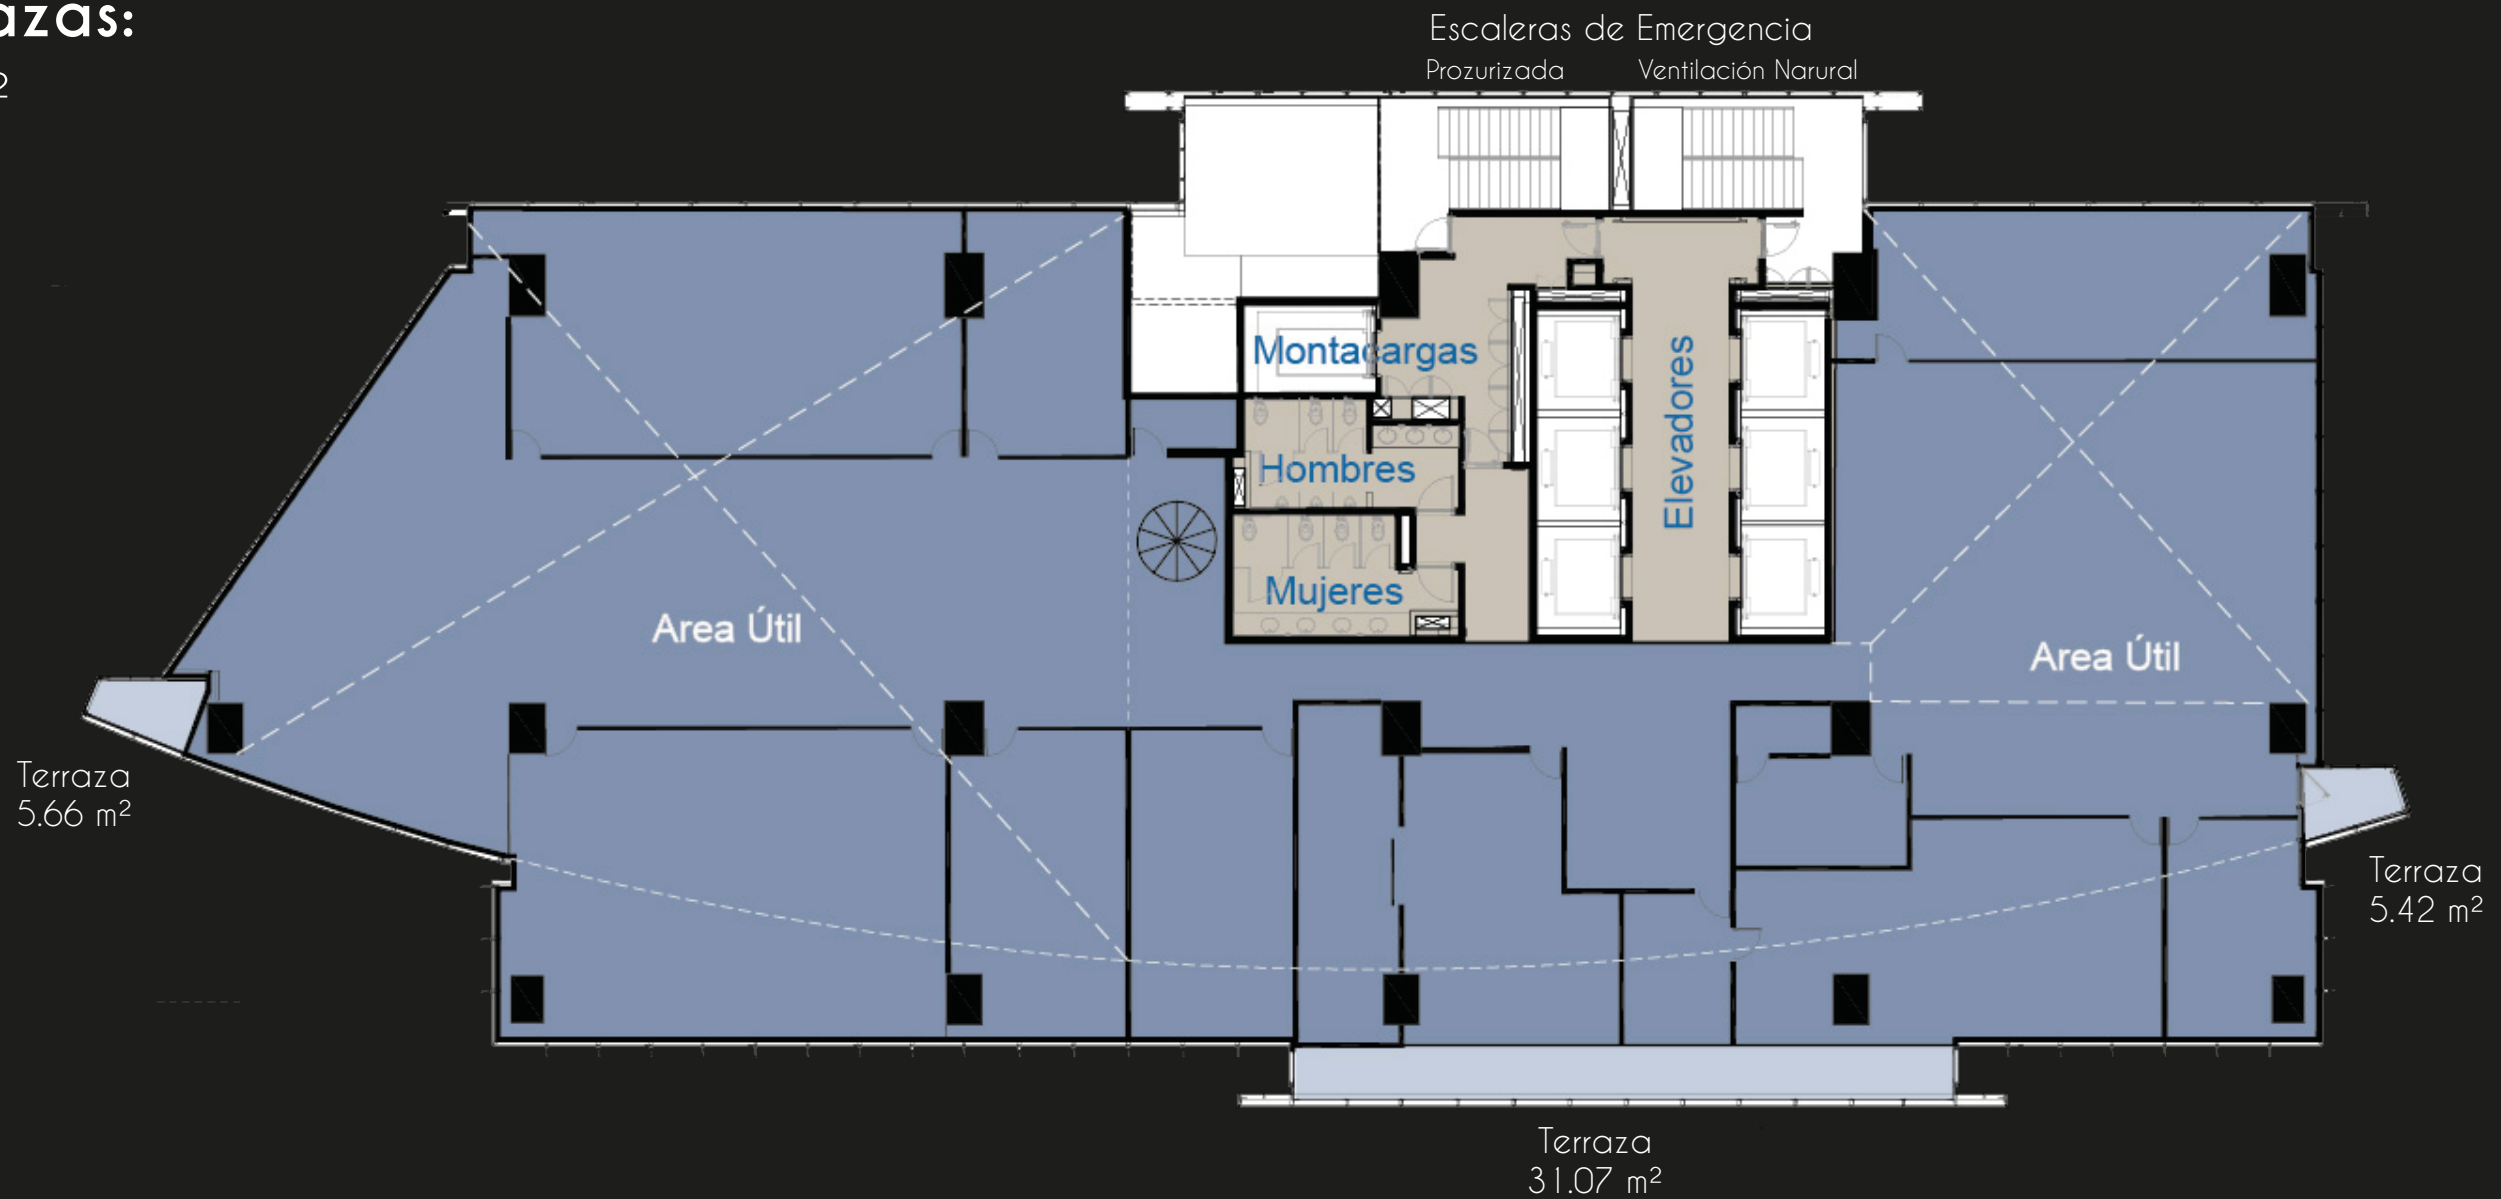 azas:
2
Escaleras de Emergencia
Prozurizada Ventilación Narural
Montacargas
Elevadores
Hombres
Mujeres
Area Útil
Area Útil
Terraza
5.66 m²
Terraza
5.42 m²
Terraza
31.07 m²